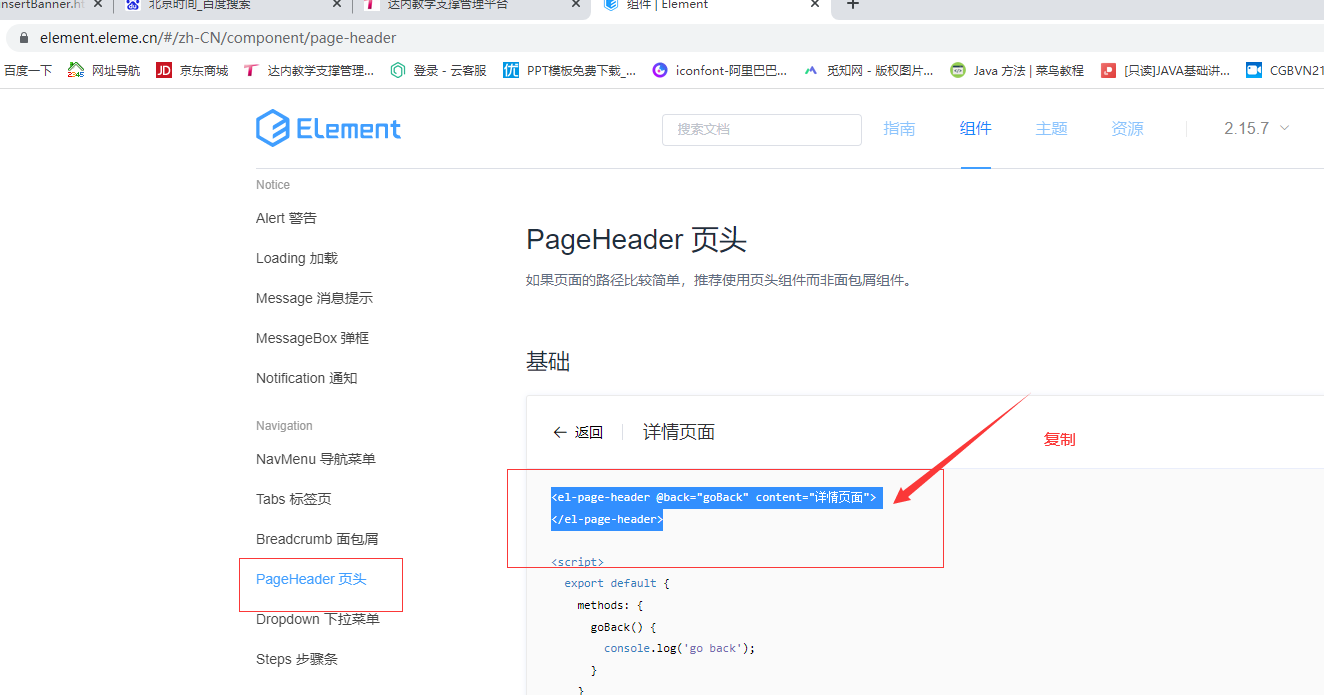 nsertBanner.ht
北京时间_百度搜索
达内教学支撑管理平台
组件 | Element
element.eleme.cn/#/zh-CN/component/page-header
百度一下 网址导航 京东商城 达内教学支撑管理... 登录 - 云客服 PPT模板免费下载_... iconfont-阿里巴巴... 觅知网 - 版权图片... Java 方法 | 菜鸟教程 [只读]JAVA基础讲... CGBVN21
Element
搜索文档
指南 组件 主题 资源 2.15.7
Notice
Alert 警告
Loading 加载
Message 消息提示
MessageBox 弹框
Notification 通知
Navigation
NavMenu 导航菜单
Tabs 标签页
Breadcrumb 面包屑
PageHeader 页头
Dropdown 下拉菜单
Steps 步骤条
PageHeader 页头
如果页面的路径比较简单，推荐使用页头组件而非面包屑组件。
基础
← 返回 详情页面
复制
<el-page-header @back="goBack" content="详情页面">
</el-page-header>
<script>
export default {
methods: {
goBack() {
console.log('go back');
}
}